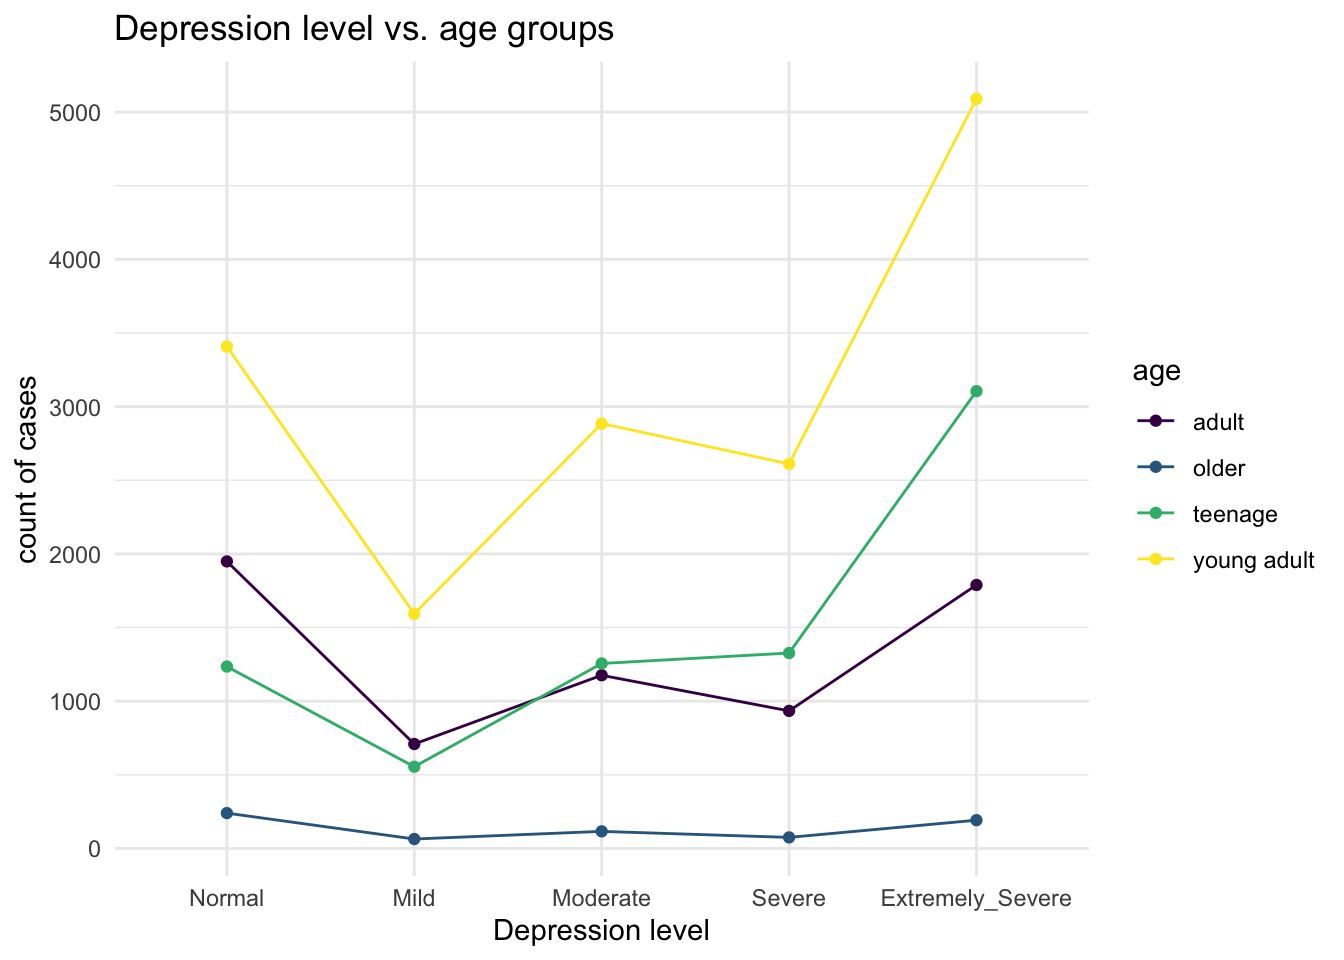 Depression level vs. age groups
5000
4000
3000
2000
1000
0
count of cases
Normal Mild Moderate Severe Extremely_Severe
Depression level
age
adult
older
teenage
young adult